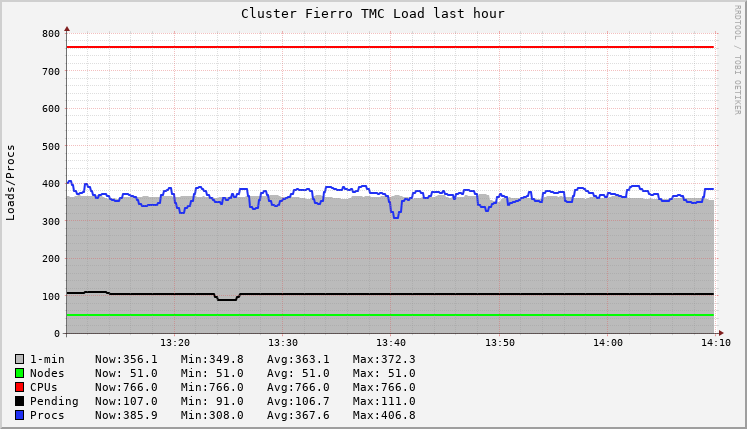 Cluster Fierro TMC Load last hour
RRDTOOL / TOBI OETIKER
Loads/Procs
800
700
600
500
400
300
200
100
0
13:20 13:30 13:40 13:50 14:00 14:10
1-min Now:356.1 Min:349.8 Avg:363.1 Max:372.3
Nodes Now: 51.0 Min: 51.0 Avg: 51.0 Max: 51.0
CPUs Now:766.0 Min:766.0 Avg:766.0 Max:766.0
Pending Now:107.0 Min: 91.0 Avg:106.7 Max:111.0
Procs Now:385.9 Min:308.0 Avg:367.6 Max:406.8